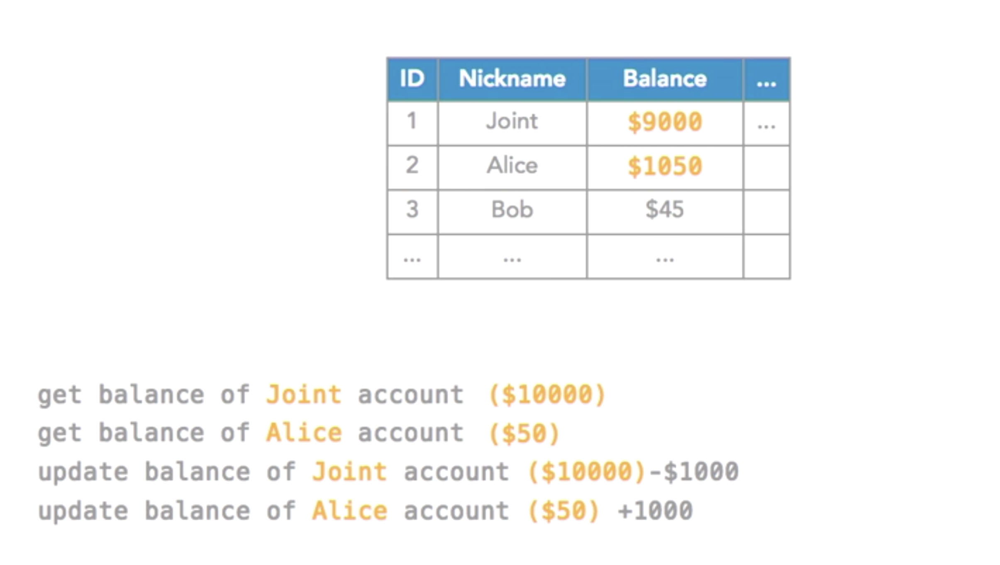 ID Nickname Balance ...
1 Joint $9000 ...
2 Alice $1050
3 Bob $45
... ... ...
get balance of Joint account ($10000)
get balance of Alice account ($50)
update balance of Joint account ($10000)-$1000
update balance of Alice account ($50) +1000